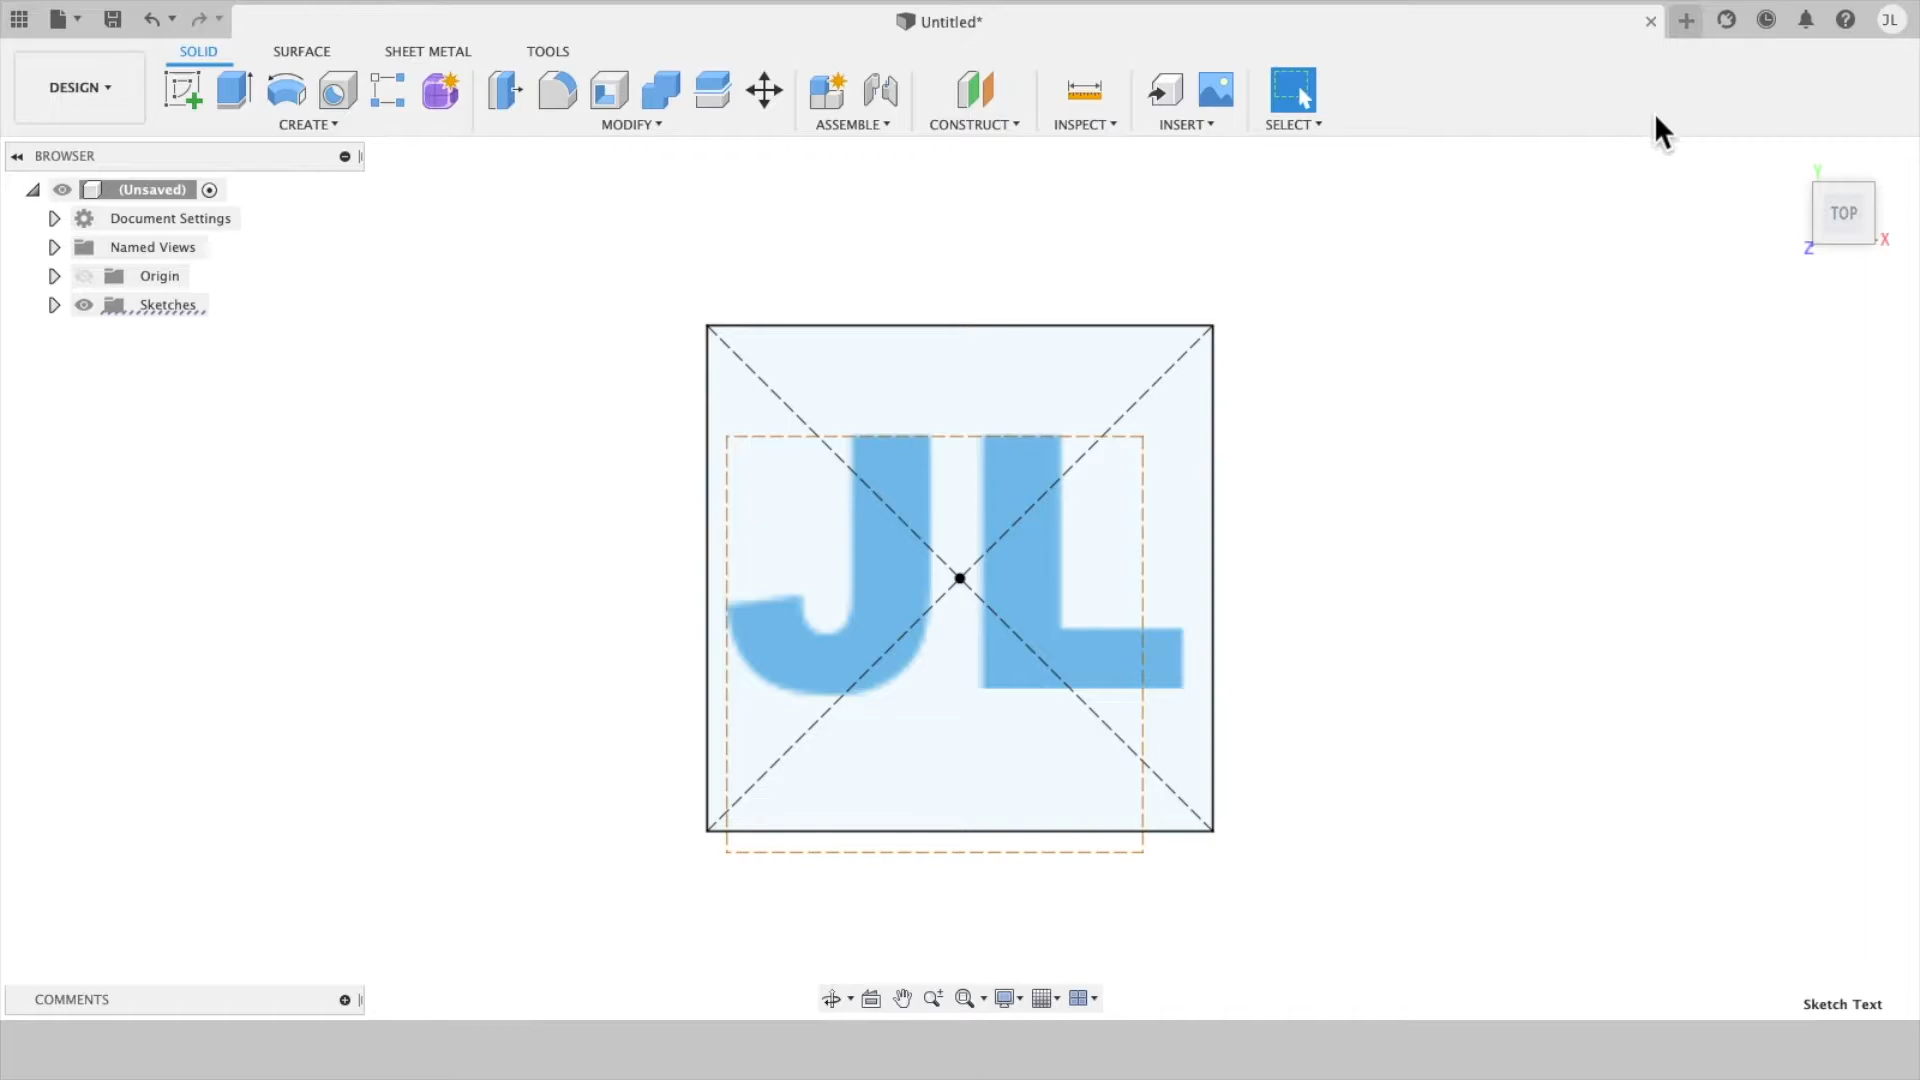 Untitled*
JL
SOLID
SURFACE
SHEET METAL
TOOLS
DESIGN
CREATE
MODIFY
ASSEMBLE
CONSTRUCT
INSPECT
INSERT
SELECT
BROWSER
(Unsaved)
Document Settings
Named Views
Origin
Sketches
Y
TOP
X
Z
JL
COMMENTS
Sketch Text